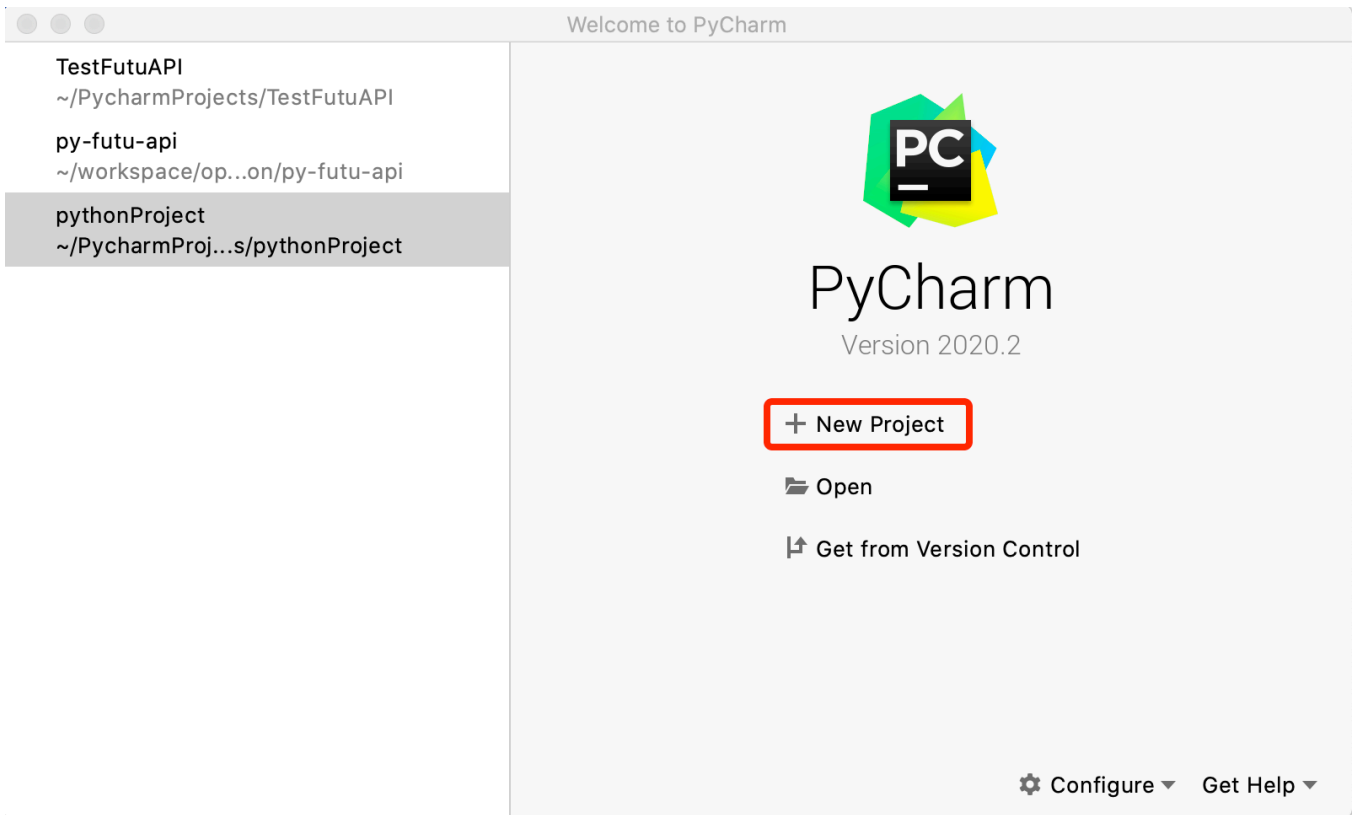 Welcome to PyCharm
TestFutuAPI
~/PycharmProjects/TestFutuAPI
py-futu-api
~/workspace/op...on/py-futu-api
pythonProject
~/PycharmProj...s/pythonProject
PC
PyCharm
Version 2020.2
New Project
Open
Get from Version Control
Configure
Get Help